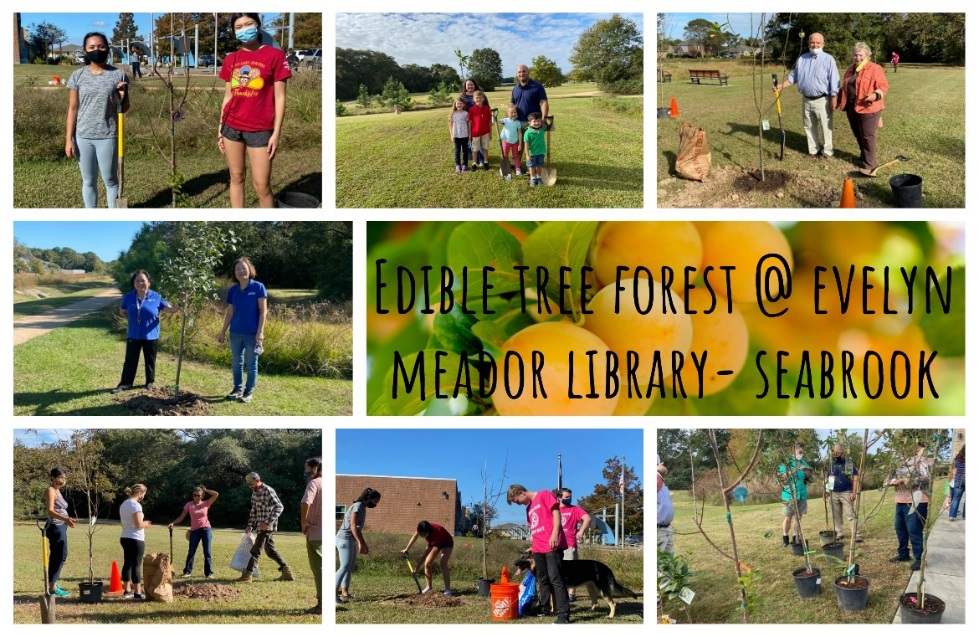 EDIBLE TREE FOREST @ EVELYN
MEADOR LIBRARY- SEABROOK